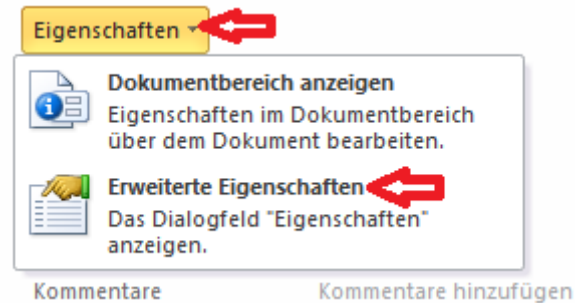 Eigenschaften
Dokumentbereich anzeigen
Eigenschaften im Dokumentbereich
über dem Dokument bearbeiten.
Erweiterte Eigenschaften
Das Dialogfeld "Eigenschaften"
anzeigen.
Kommentare Kommentare hinzufügen